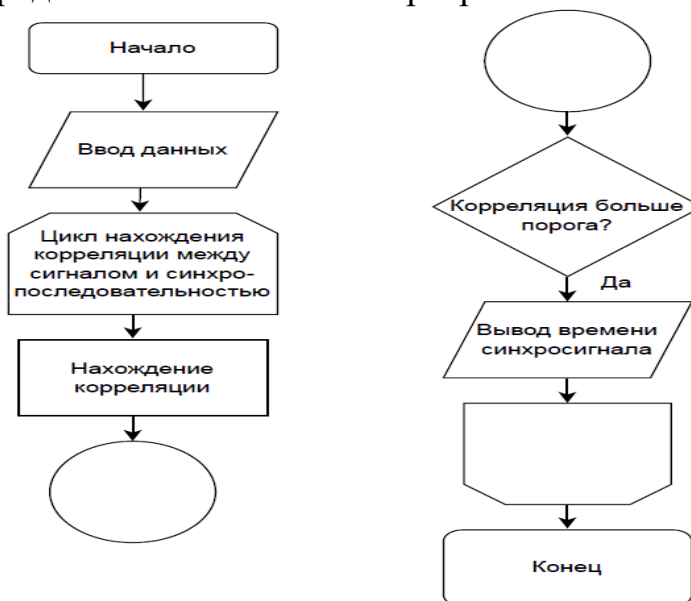 Начало
Ввод данных
Цикл нахождения
корреляции между
сигналом и синхро-
последовательностью
Нахождение
корреляции
Корреляция больше
порога?
Да
Вывод времени
синхросигнала
Конец